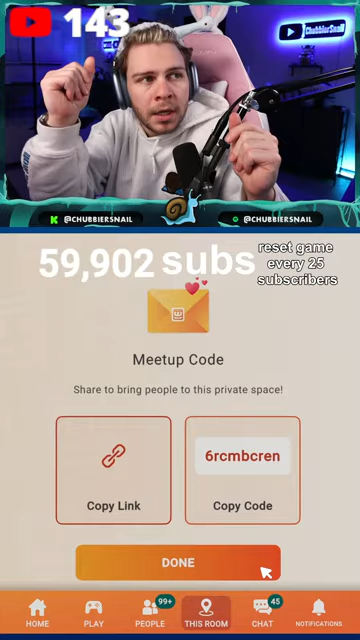 143
ChubbierSnail
@CHUBBIERSNAIL
@CHUBBIERSNAIL
59,902 subs
reset game
every 25
subscribers
Meetup Code
Share to bring people to this private space!
6rcmbcren
Copy Link
Copy Code
DONE
99+
45
HOME
PLAY
PEOPLE
THIS ROOM
CHAT
NOTIFICATIONS